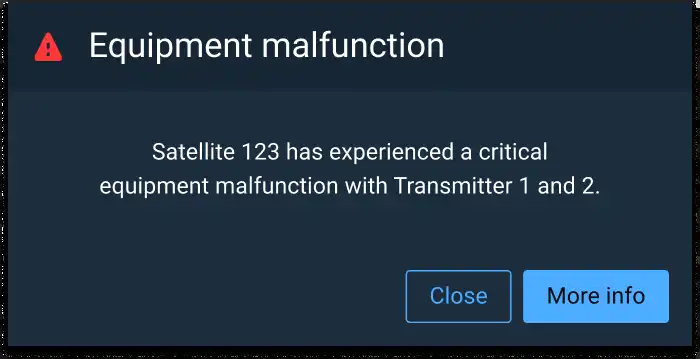 Equipment malfunction
Satellite 123 has experienced a critical
equipment malfunction with Transmitter 1 and 2.
Close
More info